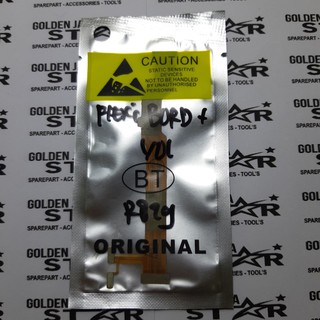 GOLDEN JAYA
STAR
SPAREPART - ACCESSORIES - TOOL'S
CAUTION
STATIC SENSITIVE
DEVICES
NOT TO BE HANDLED
BY UNAUTHORISED
PERSONNEL
BORD +
VOL
BT
ORIGINAL